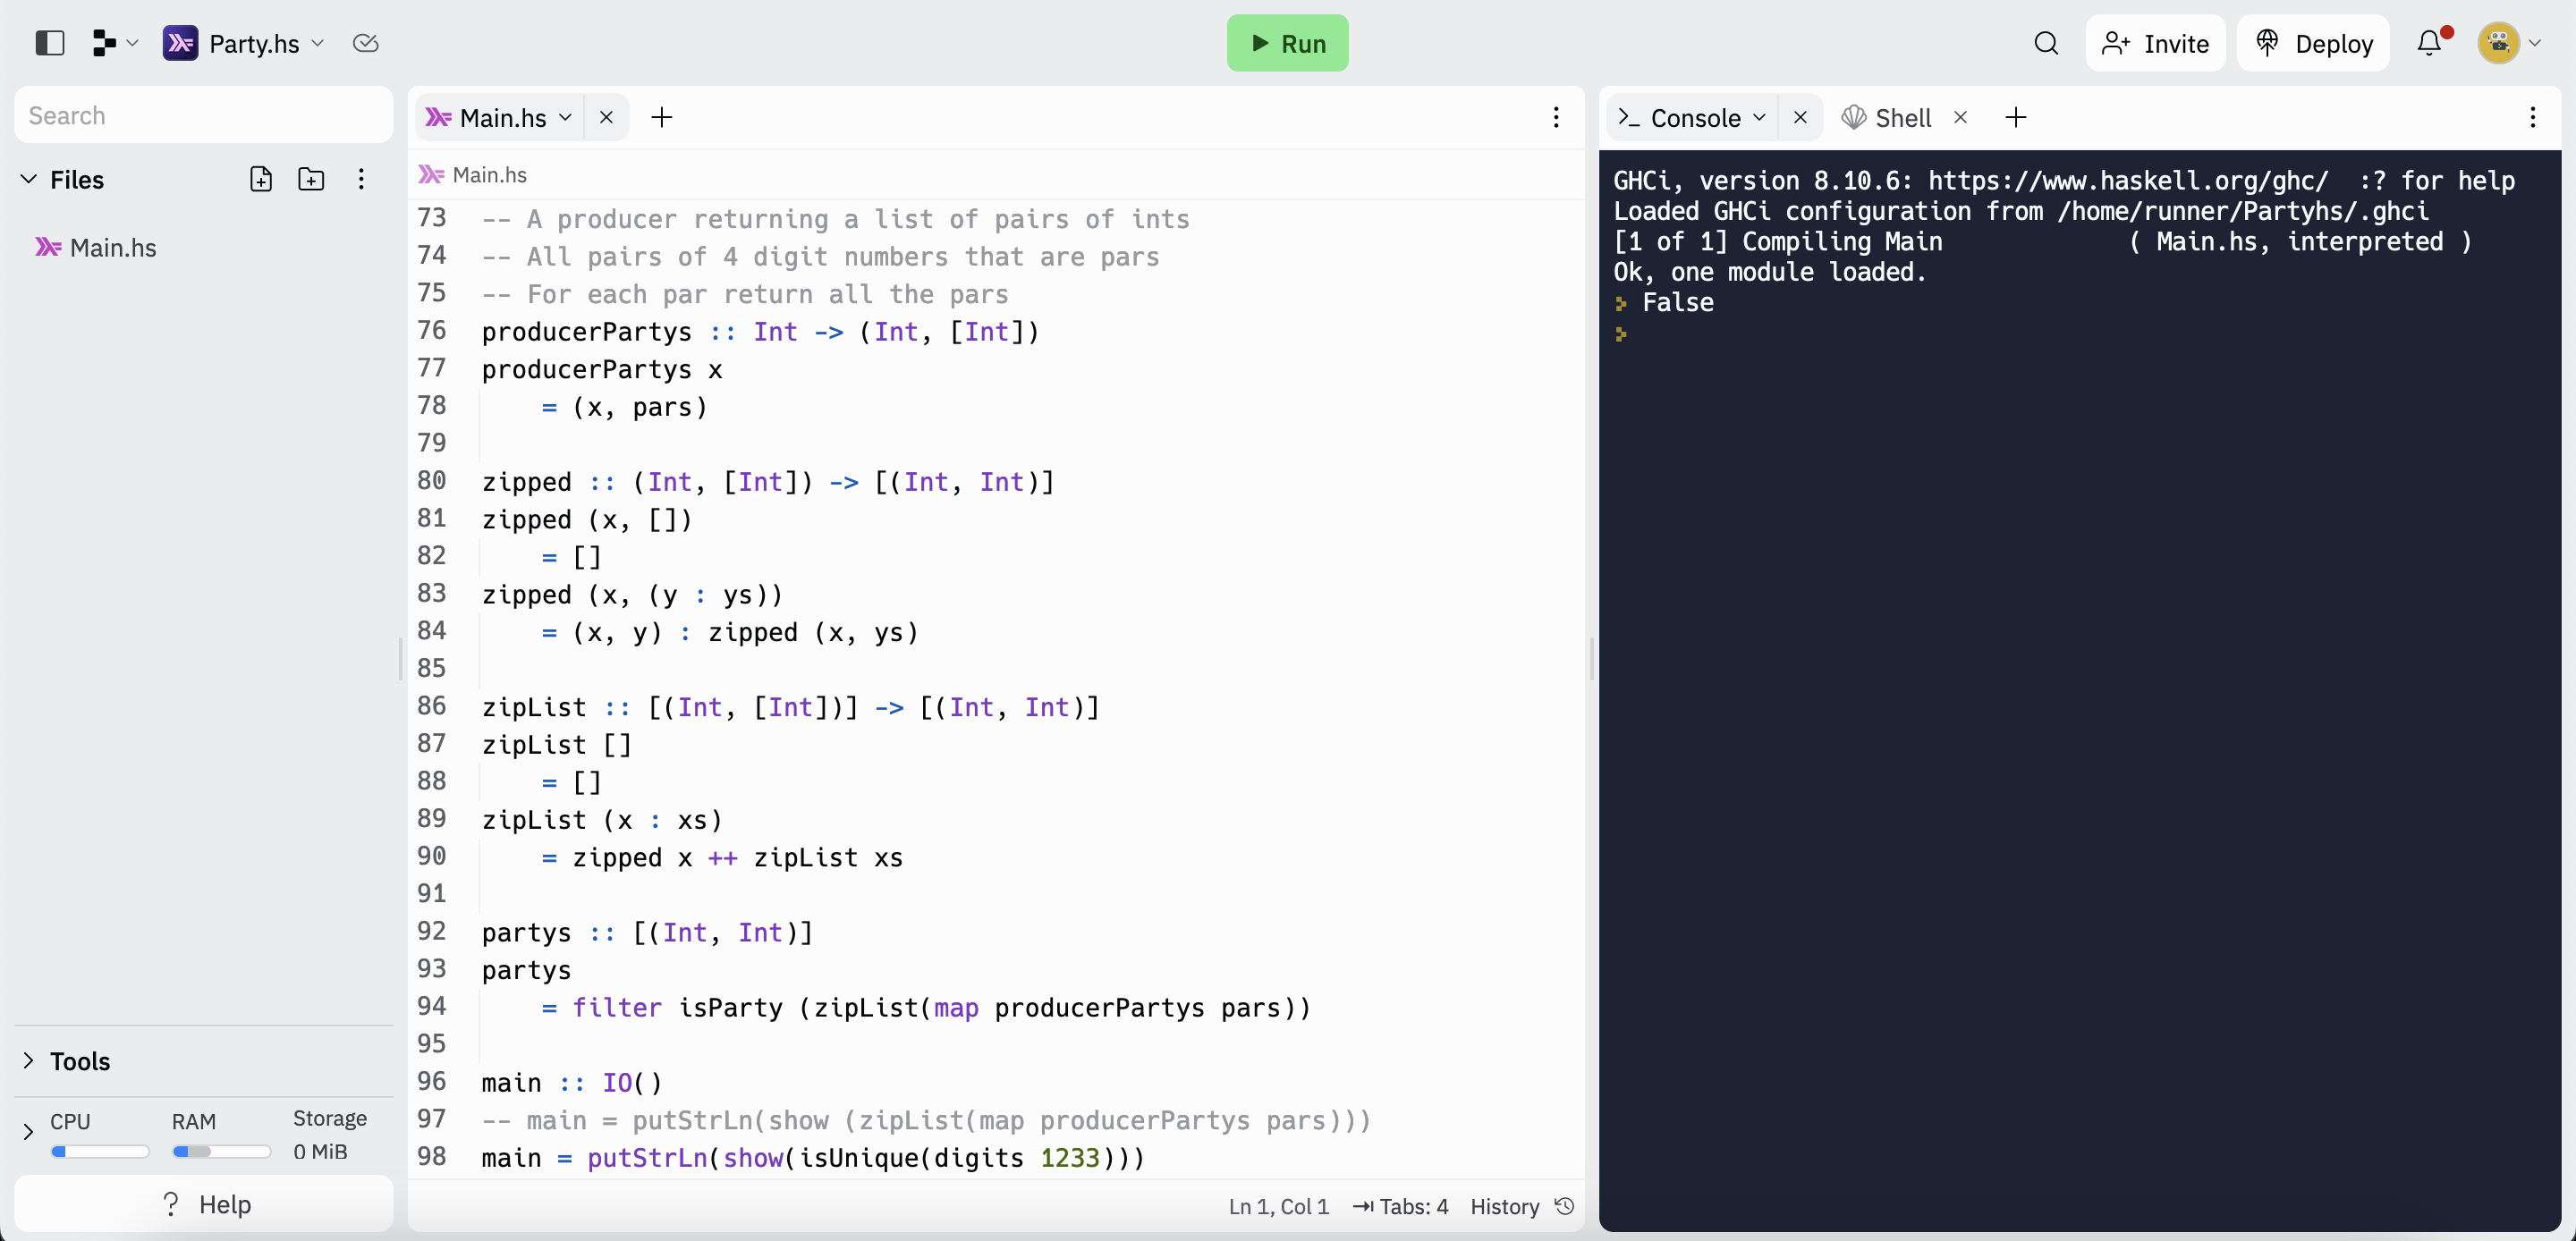 Party.hs
Run
Invite
Deploy
Search
Files
Main.hs
Tools
CPU
RAM
Storage
0 MiB
? Help
Main.hs
Main.hs
73 -- A producer returning a list of pairs of ints
74 -- All pairs of 4 digit numbers that are pars
75 -- For each par return all the pars
76 producerPartys :: Int -> (Int, [Int])
77 producerPartys x
78     = (x, pars)
79
80 zipped :: (Int, [Int]) -> [(Int, Int)]
81 zipped (x, [])
82     = []
83 zipped (x, (y : ys))
84     = (x, y) : zipped (x, ys)
85
86 zipList :: [(Int, [Int])] -> [(Int, Int)]
87 zipList []
88     = []
89 zipList (x : xs)
90     = zipped x ++ zipList xs
91
92 partys :: [(Int, Int)]
93 partys
94     = filter isParty (zipList(map producerPartys pars))
95
96 main :: IO()
97 -- main = putStrLn(show (zipList(map producerPartys pars)))
98 main = putStrLn(show(isUnique(digits 1233)))
Ln 1, Col 1
Tabs: 4
History
Console
Shell
GHCi, version 8.10.6: https://www.haskell.org/ghc/  :? for help
Loaded GHCi configuration from /home/runner/Partyhs/.ghci
[1 of 1] Compiling Main             ( Main.hs, interpreted )
Ok, one module loaded.
False